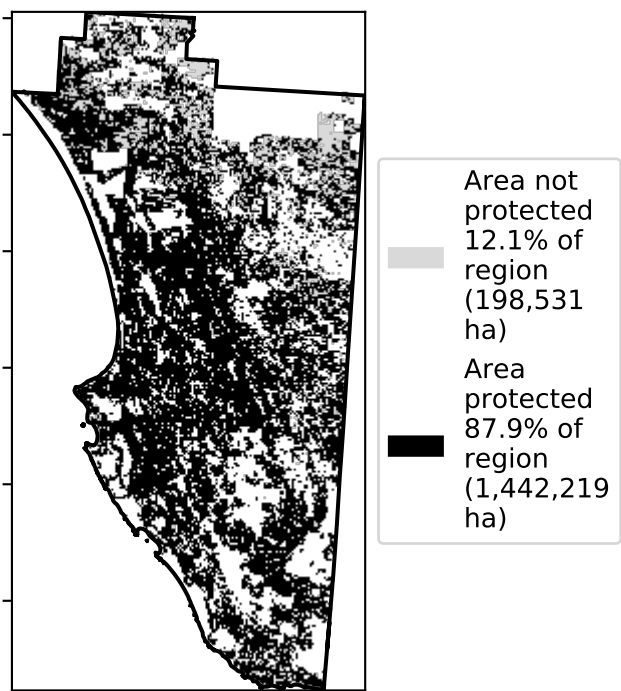 Area not
protected
12.1% of
region
(198,531
ha)
Area
protected
87.9% of
region
(1,442,219
ha)